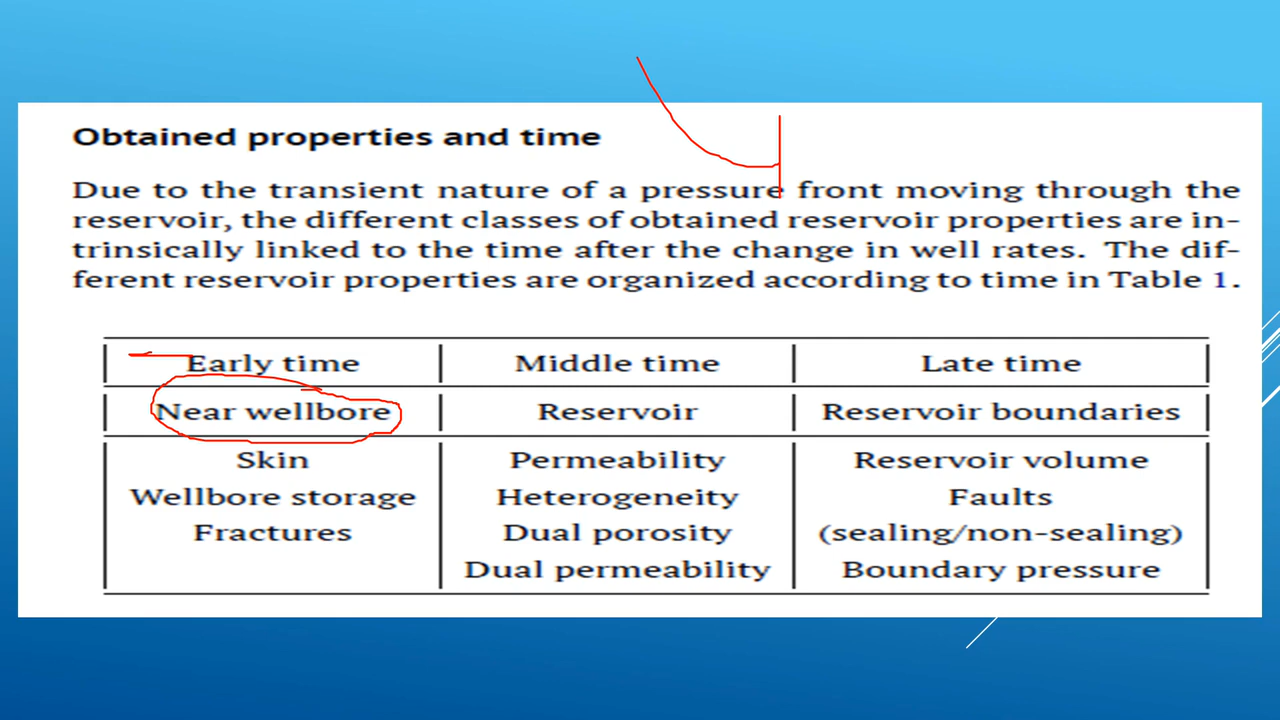 Obtained properties and time
Due to the transient nature of a pressure front moving through the
reservoir, the different classes of obtained reservoir properties are in-
trinsically linked to the time after the change in well rates. The dif-
ferent reservoir properties are organized according to time in Table 1.
Early time Middle time Late time
Near wellbore Reservoir Reservoir boundaries
Skin Permeability Reservoir volume
Wellbore storage Heterogeneity Faults
Fractures Dual porosity (sealing/non-sealing)
Dual permeability Boundary pressure